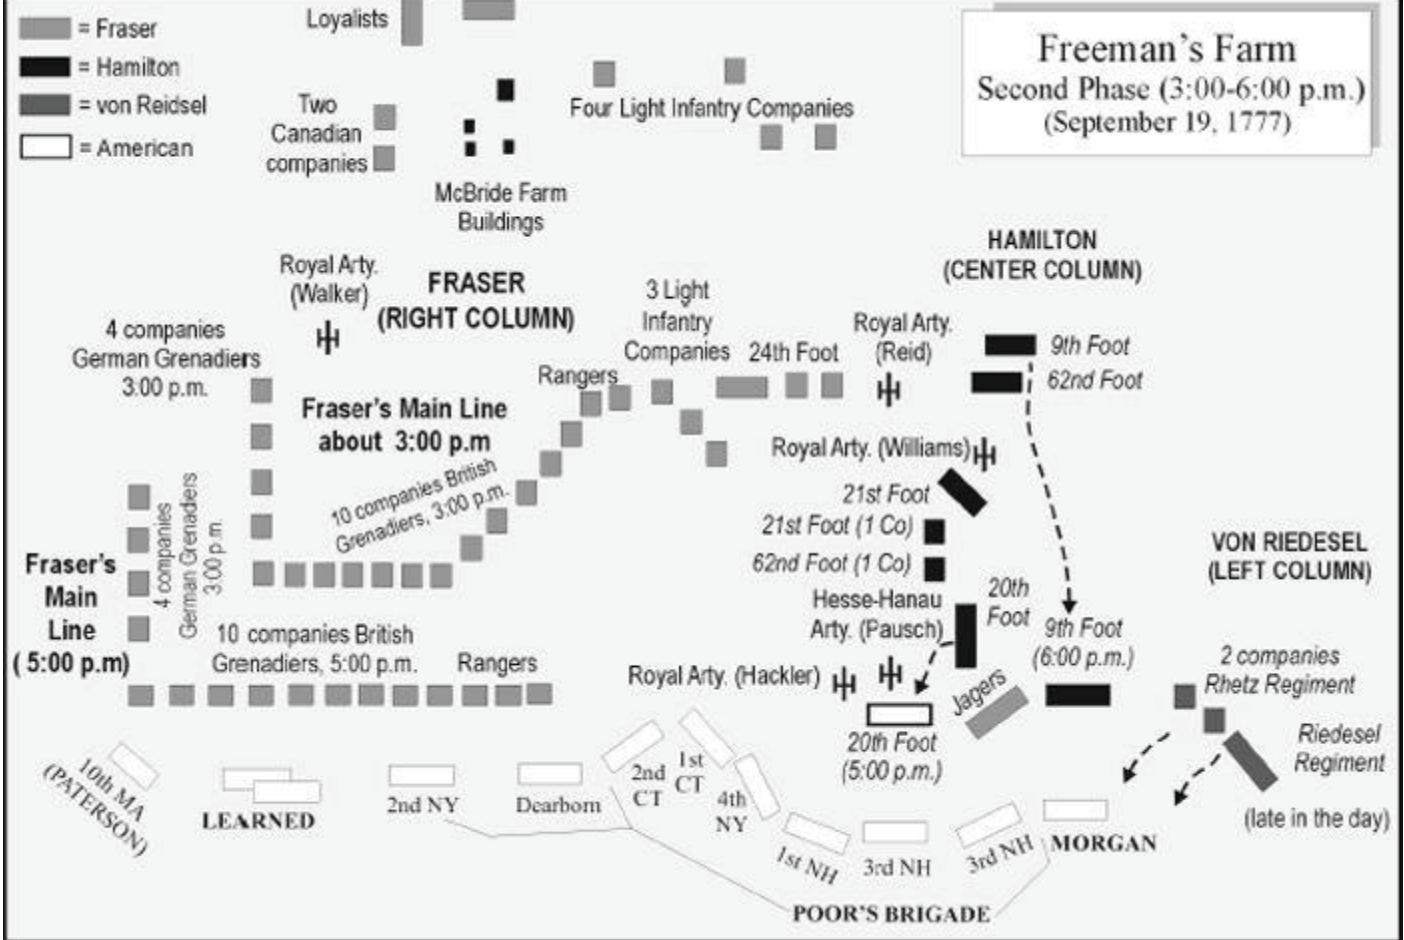 = Fraser
= Hamilton
= von Reidsel
= American
Loyalists
Two
Canadian
companies
McBride Farm
Buildings
Four Light Infantry Companies
Freeman's Farm
Second Phase (3:00-6:00 p.m.)
(September 19, 1777)
HAMILTON
(CENTER COLUMN)
Royal Arty.
(Walker)
FRASER
(RIGHT COLUMN)
4 companies
German Grenadiers
3:00 p.m.
Fraser's Main Line
about 3:00 p.m
Rangers
3 Light
Infantry
Companies
24th Foot
Royal Arty.
(Reid)
9th Foot
62nd Foot
10 companies British
Grenadiers, 3:00 p.m.
Royal Arty. (Williams)
21st Foot
21st Foot (1 Co)
62nd Foot (1 Co)
Hesse-Hanau
Arty. (Pausch)
20th
Foot
9th Foot
(6:00 p.m.)
VON RIEDESEL
(LEFT COLUMN)
4 companies
German Grenadiers
3:00 p.m.
Fraser's
Main
Line
( 5:00 p.m)
10 companies British
Grenadiers, 5:00 p.m.
Rangers
Royal Arty. (Hackler)
Jagers
20th Foot
(5:00 p.m.)
2 companies
Rhetz Regiment
Riedesel
Regiment
(late in the day)
10th MA
(PATERSON)
LEARNED
2nd NY
Dearborn
2nd
CT
1st
CT
4th
NY
1st NH
3rd NH
3rd NH
MORGAN
POOR'S BRIGADE